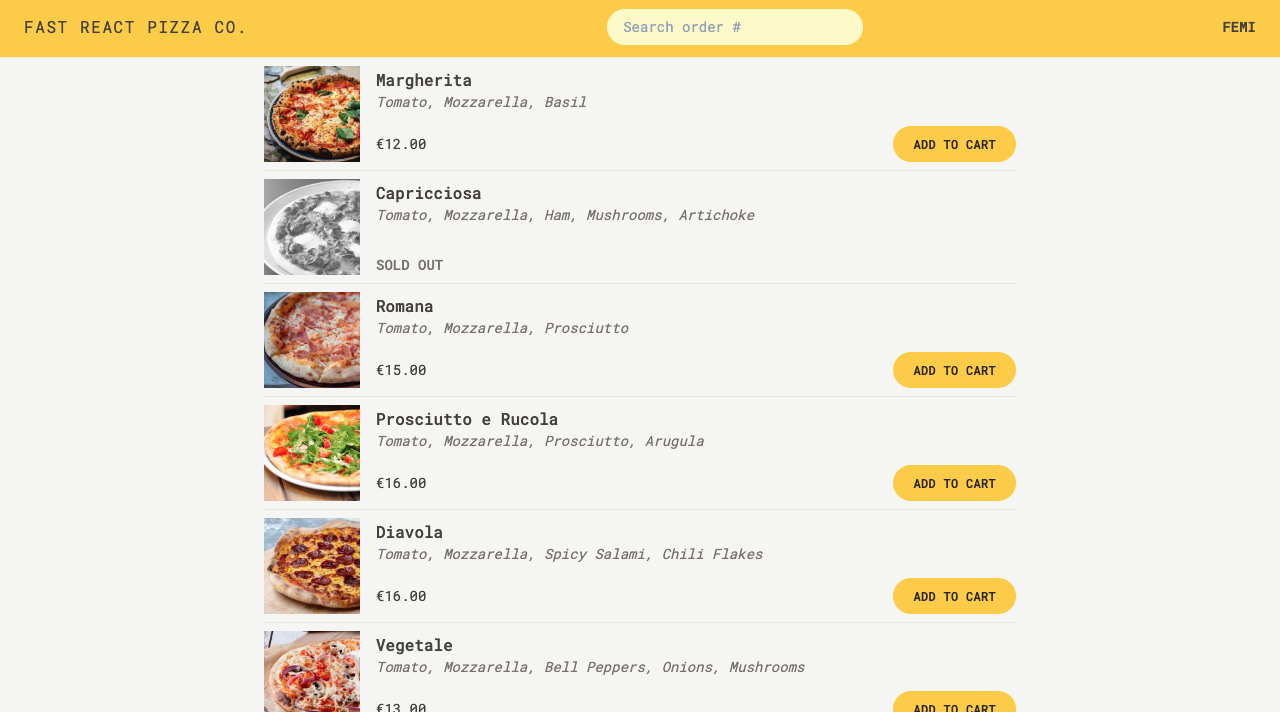 FAST REACT PIZZA CO.
Search order #
FEMI
Margherita
Tomato, Mozzarella, Basil
€12.00
ADD TO CART
Capricciosa
Tomato, Mozzarella, Ham, Mushrooms, Artichoke
SOLD OUT
Romana
Tomato, Mozzarella, Prosciutto
€15.00
ADD TO CART
Prosciutto e Rucola
Tomato, Mozzarella, Prosciutto, Arugula
€16.00
ADD TO CART
Diavola
Tomato, Mozzarella, Spicy Salami, Chili Flakes
€16.00
ADD TO CART
Vegetale
Tomato, Mozzarella, Bell Peppers, Onions, Mushrooms
€13.00
ADD TO CART